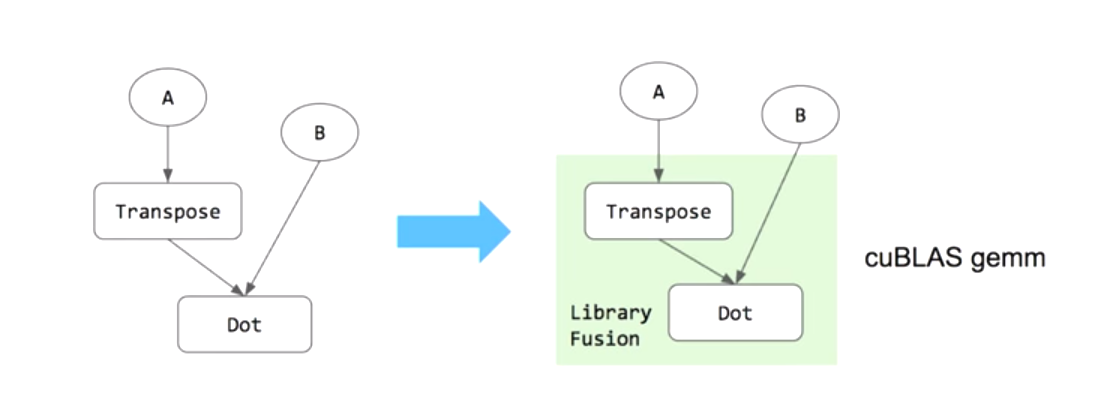 A
B
Transpose
Dot
A
B
Transpose
Dot
Library
Fusion
cuBLAS gemm